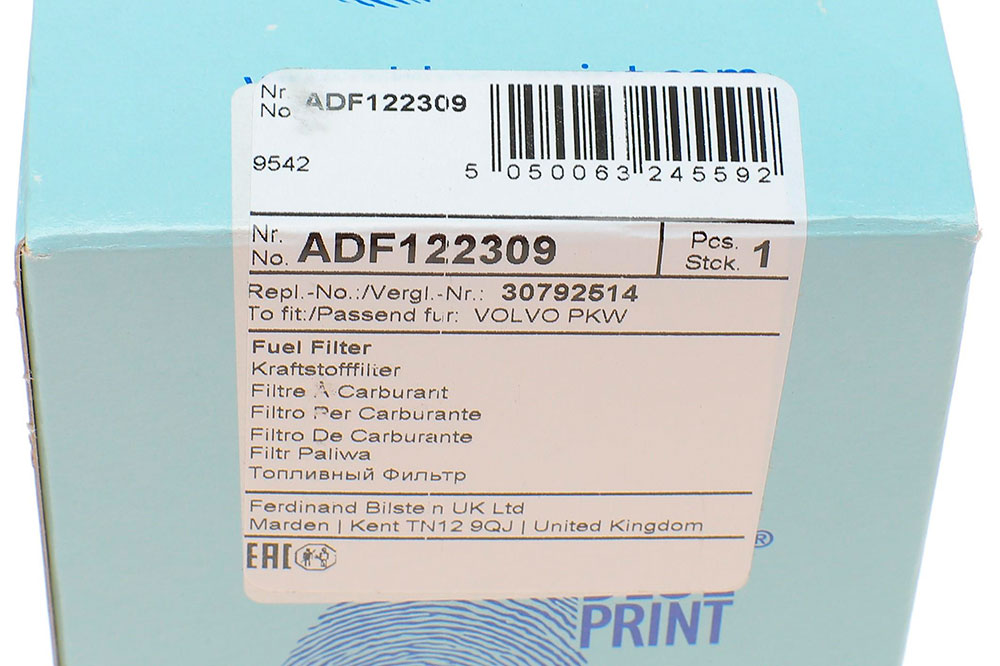 Nr. No. ADF122309
9542
5 050063 245592
Nr. No. ADF122309
Pcs. Stck. 1
Repl.-No.:/Vergl.-Nr.: 30792514
To fit:/Passend fur: VOLVO PKW
Fuel Filter
Kraftstofffilter
Filtre À Carburant
Filtro Per Carburante
Filtro De Carburante
Filtr Paliwa
Топливный Фильтр
Ferdinand Bilstein UK Ltd
Marden | Kent TN12 9QJ | United Kingdom
EAC
®
PRINT